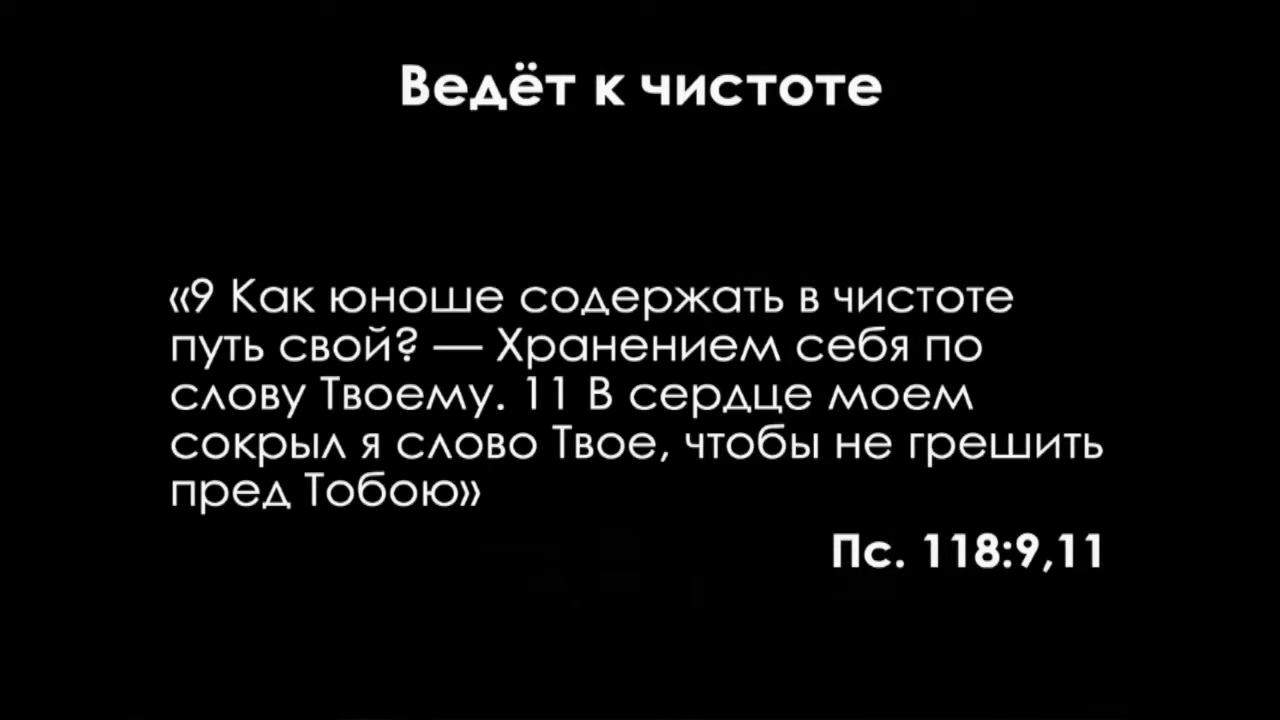 Ведёт к чистоте
«9 Как юноше содержать в чистоте
путь свой? — Хранением себя по
слову Твоему. 11 В сердце моем
сокрыл я слово Твое, чтобы не грешить
пред Тобою»
Пс. 118:9,11